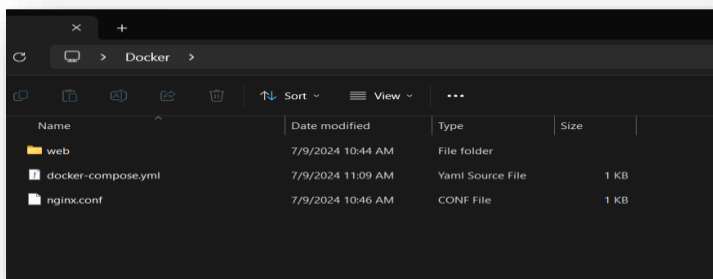 Docker
Sort View
Name Date modified Type Size
web 7/9/2024 10:44 AM File folder
docker-compose.yml 7/9/2024 11:09 AM Yaml Source File 1 KB
nginx.conf 7/9/2024 10:46 AM CONF File 1 KB